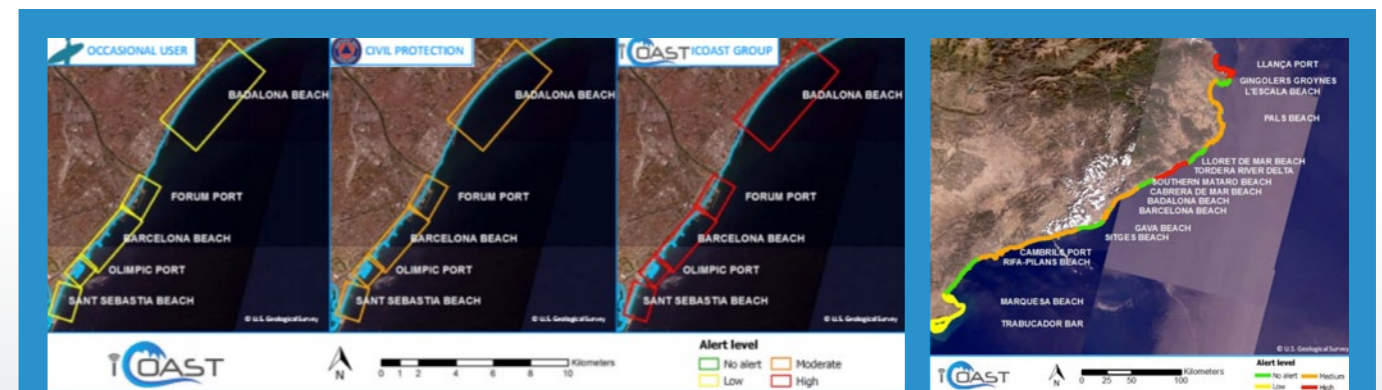 OCCASIONAL USER
BADALONA BEACH
FORUM PORT
BARCELONA BEACH
OLIMPIC PORT
SANT SEBASTIA BEACH
© U.S. Geological Survey
CIVIL PROTECTION
BADALONA BEACH
FORUM PORT
BARCELONA BEACH
OLIMPIC PORT
SANT SEBASTIA BEACH
© U.S. Geological Survey
iCOAST ICOAST GROUP
BADALONA BEACH
FORUM PORT
BARCELONA BEACH
OLIMPIC PORT
SANT SEBASTIA BEACH
© U.S. Geological Survey
iCOAST
N
0 1 2 4 6 8 10
Kilometers
Alert level
No alert
Moderate
Low
High
LLANÇA PORT
GINGOLERS GROYNES
L'ESCALA BEACH
PALS BEACH
LLORET DE MAR BEACH
TORDERA RIVER DELTA
SOUTHERN MATARO BEACH
CABRERA DE MAR BEACH
BADALONA BEACH
BARCELONA BEACH
GAVA BEACH
SITGES BEACH
CAMBRILS PORT
RIFA-PILANS BEACH
MARQUESA BEACH
TRABUCADOR BAR
© U.S. Geological Survey
iCOAST
N
0 25 50 100
Kilometers
Alert level
No alert
Medium
Low
High